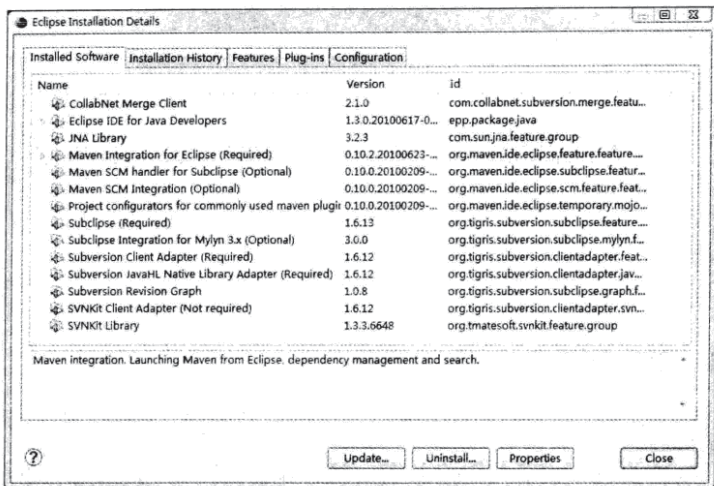 Eclipse Installation Details
Installed Software Installation History Features Plug-ins Configuration
Name Version id
CollabNet Merge Client 2.1.0 com.collabnet.subversion.merge.featu...
Eclipse IDE for Java Developers 1.3.0.20100617-0... epp.package.java
JNA Library 3.2.3 com.sun.jna.feature.group
Maven Integration for Eclipse (Required) 0.10.2.20100623-... org.maven.ide.eclipse.feature.feature....
Maven SCM handler for Subclipse (Optional) 0.10.0.20100209-... org.maven.ide.eclipse.subclipse.featur...
Maven SCM Integration (Optional) 0.10.0.20100209-... org.maven.ide.eclipse.scm.feature.feat...
Project configurators for commonly used maven plugir 0.10.0.20100209-... org.maven.ide.eclipse.temporary.mojo...
Subclipse (Required) 1.6.13 org.tigris.subversion.subclipse.feature....
Subclipse Integration for Mylyn 3.x (Optional) 3.0.0 org.tigris.subversion.subclipse.mylyn.f...
Subversion Client Adapter (Required) 1.6.12 org.tigris.subversion.clientadapter.feat...
Subversion JavaHL Native Library Adapter (Required) 1.6.12 org.tigris.subversion.clientadapter.jav...
Subversion Revision Graph 1.0.8 org.tigris.subversion.subclipse.graph.f...
SVNKit Client Adapter (Not required) 1.6.12 org.tigris.subversion.clientadapter.svn...
SVNKit Library 1.3.3.6648 org.tmatesoft.svnkit.feature.group
Maven integration. Launching Maven from Eclipse. dependency management and search.
? Update... Uninstall... Properties Close